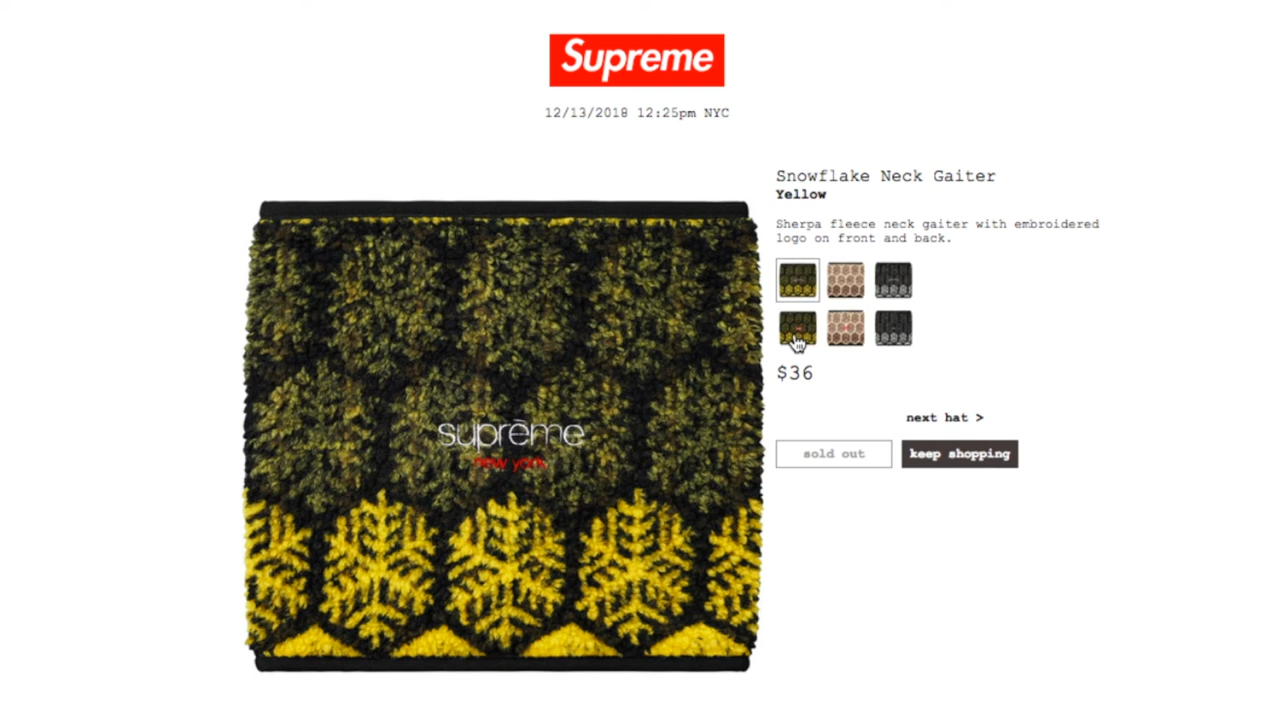 Supreme
12/13/2018 12:25pm NYC
Snowflake Neck Gaiter
Yellow
Sherpa fleece neck gaiter with embroidered
logo on front and back.
$36
next hat >
sold out
keep shopping
suprēme
new york